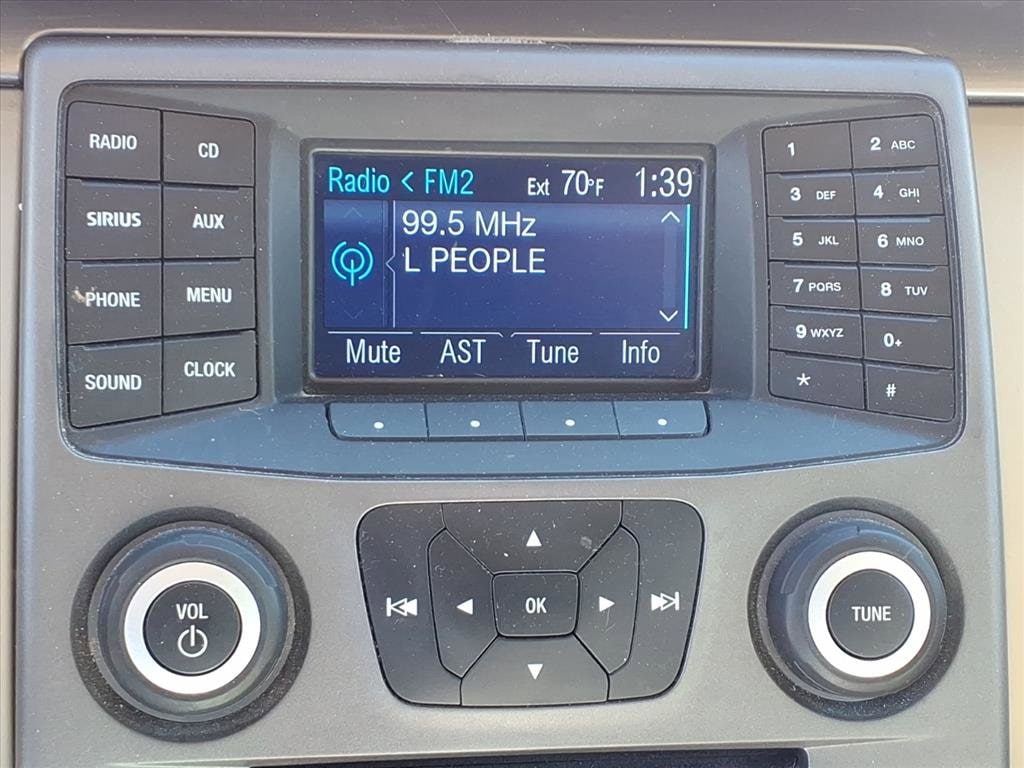 RADIO CD
SIRIUS AUX
PHONE MENU
SOUND CLOCK
Radio < FM2 Ext 70°F 1:39
99.5 MHz
L PEOPLE
Mute AST Tune Info
1 2 ABC
3 DEF 4 GHI
5 JKL 6 MNO
7 PQRS 8 TUV
9 WXYZ 0+
* #
VOL
OK
TUNE